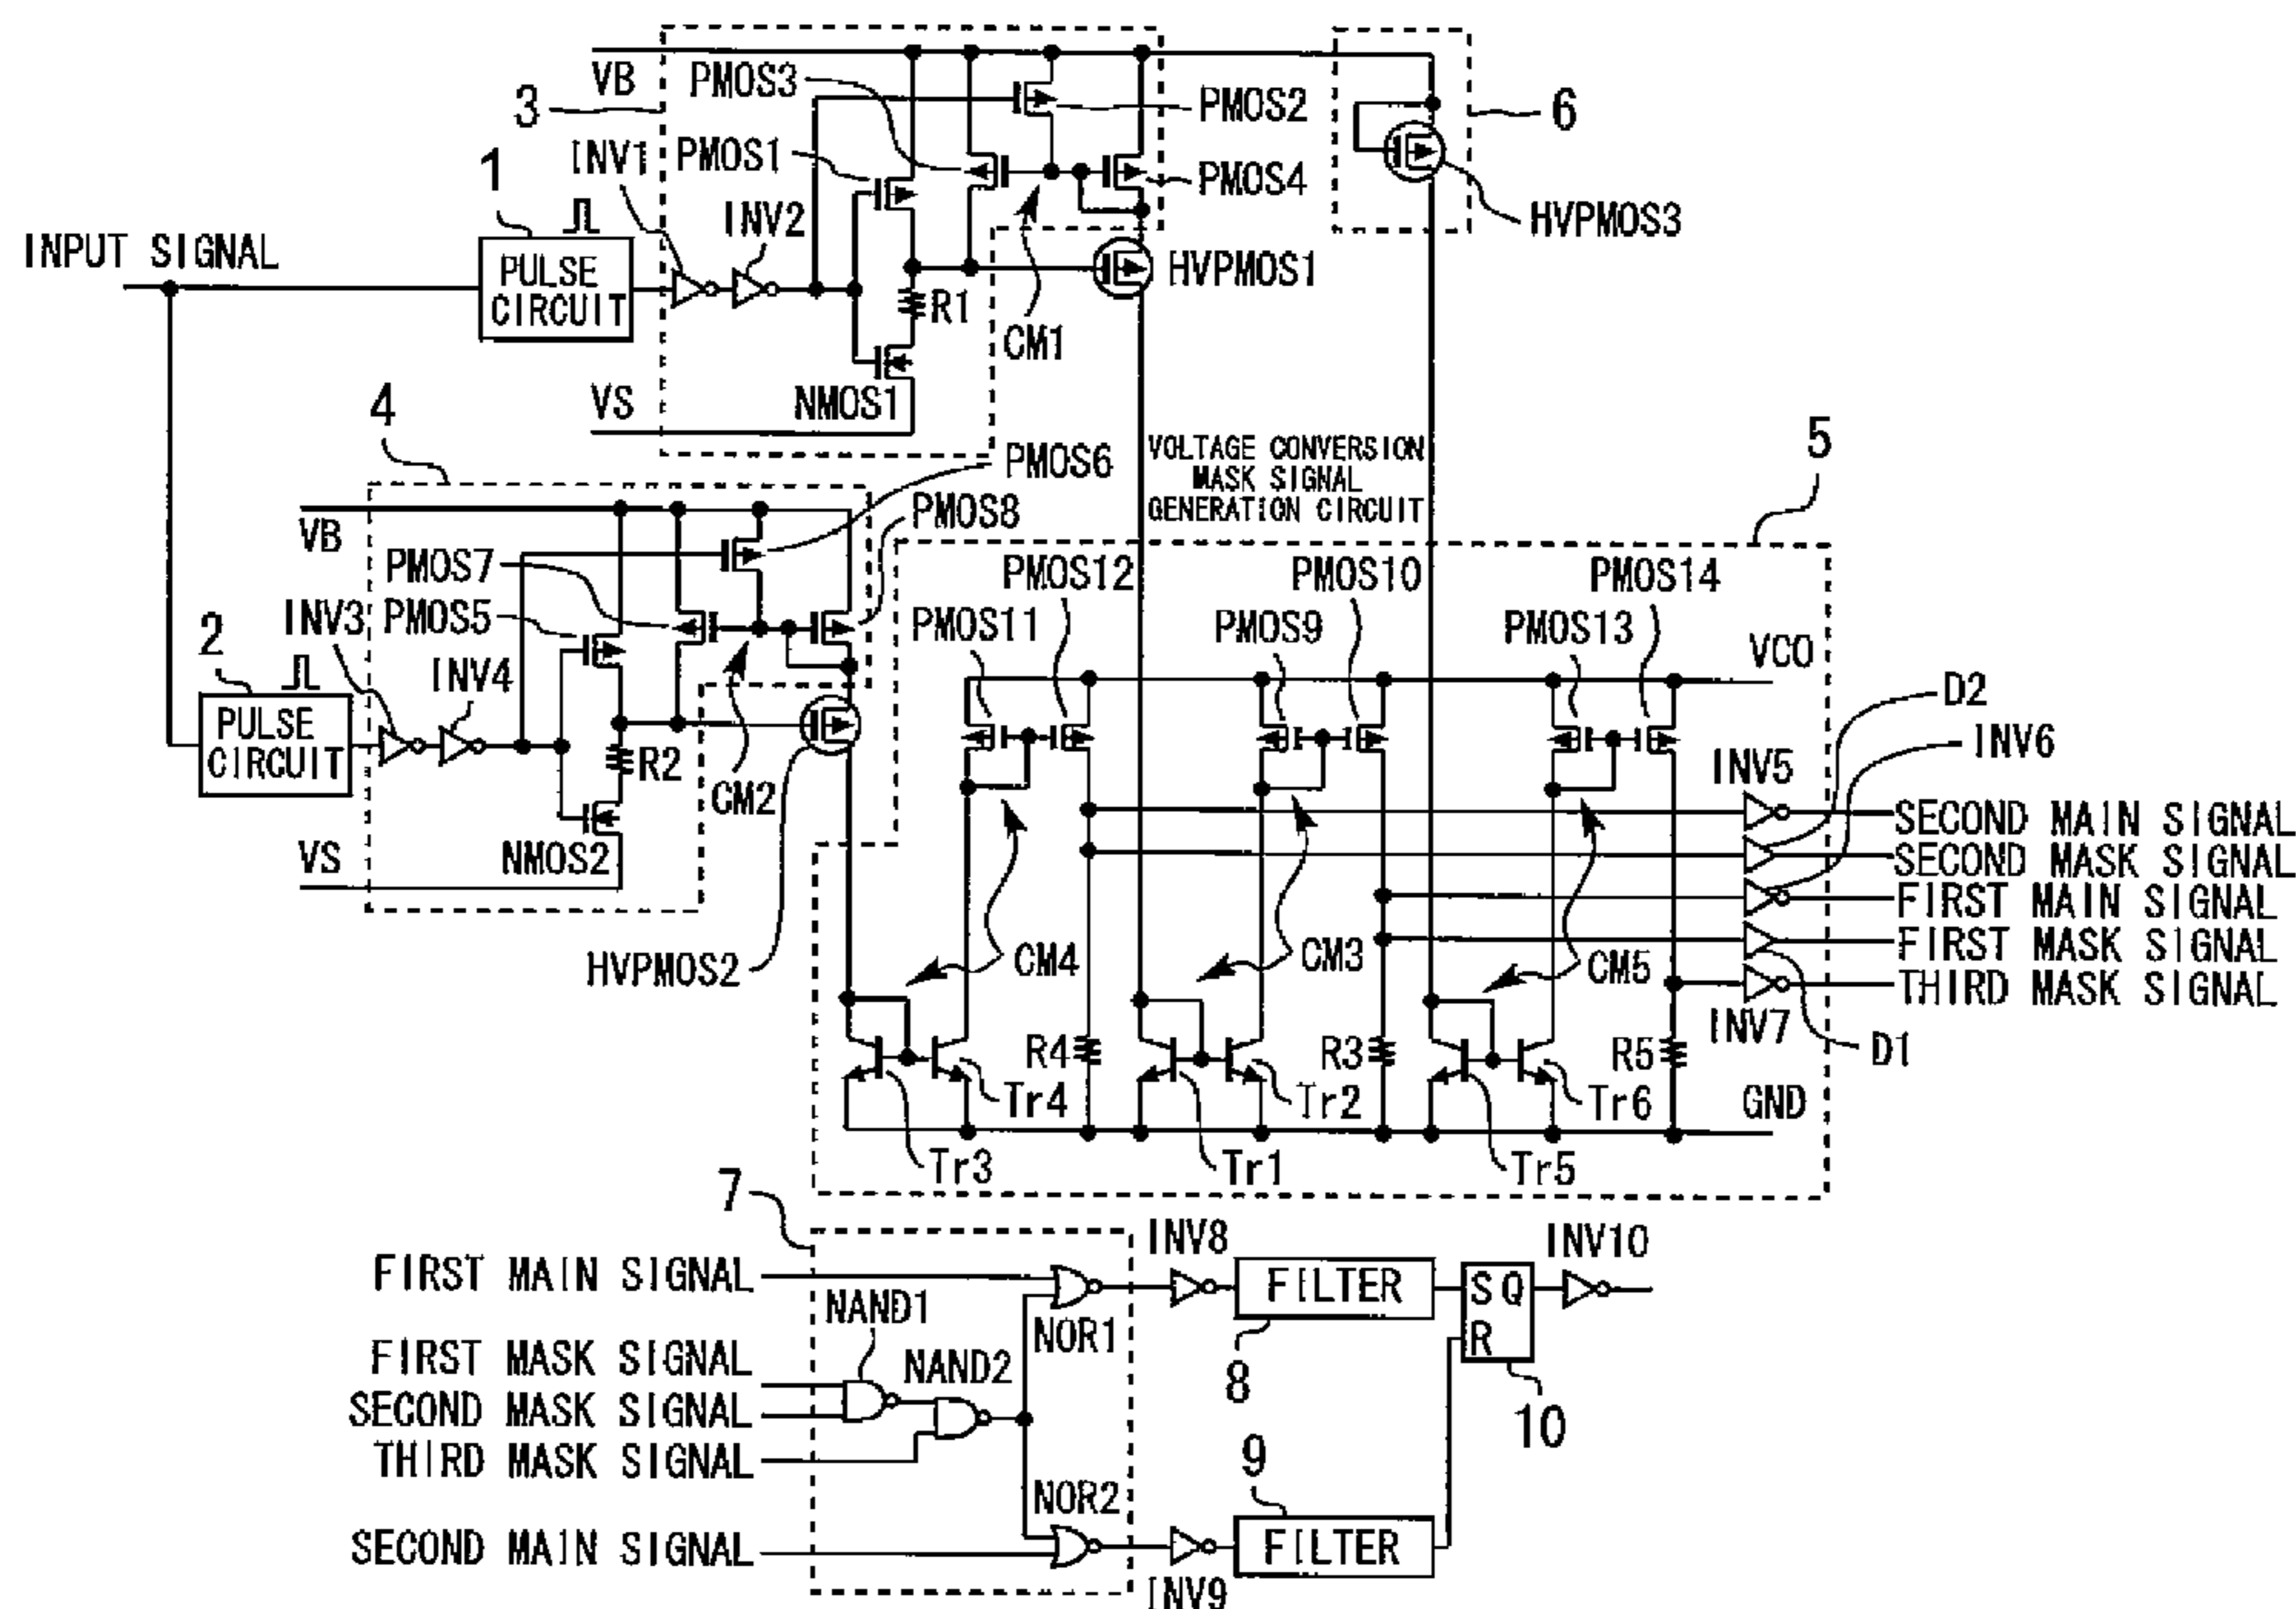 VB
PMOS3
3
PMOS2
6
1
INV1
PMOS1
PMOS4
INV2
HVPMOS3
INPUT SIGNAL
PULSE
CIRCUIT
HVPMOS1
R1
CM1
VS
NMOS1
4
VOLTAGE CONVERSION
MASK SIGNAL
GENERATION CIRCUIT
5
PMOS6
VB
PMOS8
PMOS7
PMOS12
PMOS10
PMOS14
2
INV3
PMOS5
PMOS11
PMOS9
PMOS13
VCO
INV4
D2
PULSE
CIRCUIT
R2
CM2
INV5
INV6
SECOND MAIN SIGNAL
VS
NMOS2
SECOND MASK SIGNAL
FIRST MAIN SIGNAL
HVPMOS2
CM4
CM3
CM5
FIRST MASK SIGNAL
THIRD MASK SIGNAL
INV7
R4
R3
R5
D1
Tr4
Tr2
Tr6
GND
Tr3
Tr1
Tr5
7
INV8
INV10
FIRST MAIN SIGNAL
FILTER
S Q
R
NAND1
NOR1
FIRST MASK SIGNAL
NAND2
8
SECOND MASK SIGNAL
10
THIRD MASK SIGNAL
9
NOR2
SECOND MAIN SIGNAL
FILTER
INV9